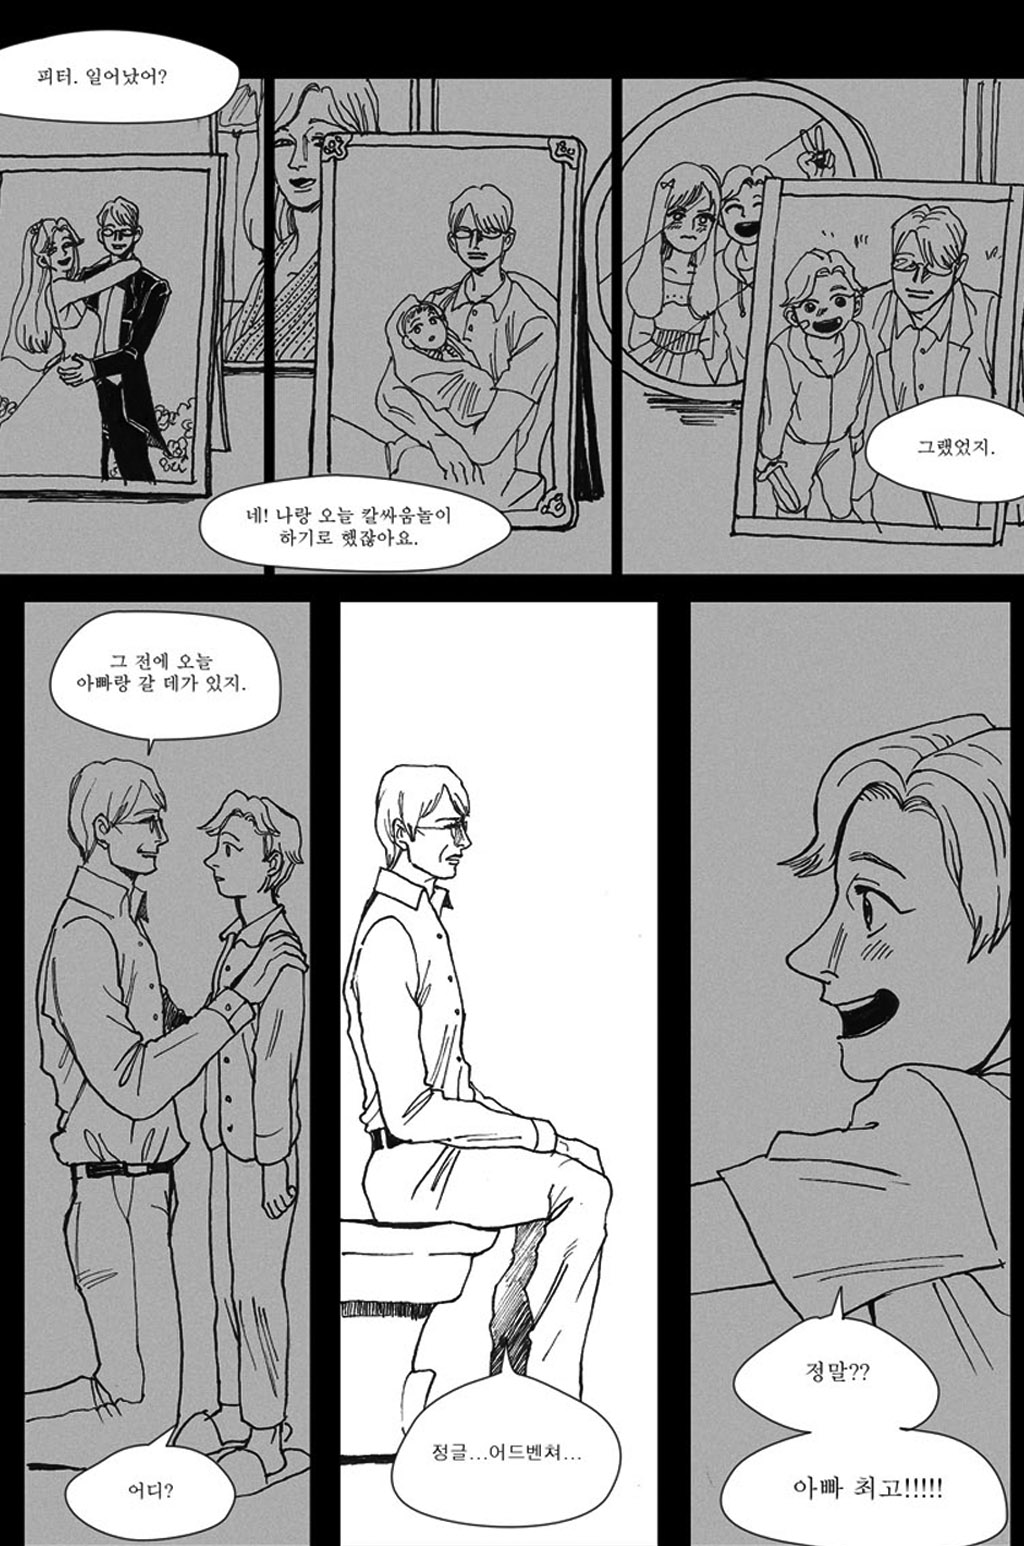 피터. 일어났어?
네! 나랑 오늘 칼싸움놀이
하기로 했잖아요.
그랬었지.
그 전에 오늘
아빠랑 갈 데가 있지.
어디?
정글...어드벤쳐...
정말??
아빠 최고!!!!!